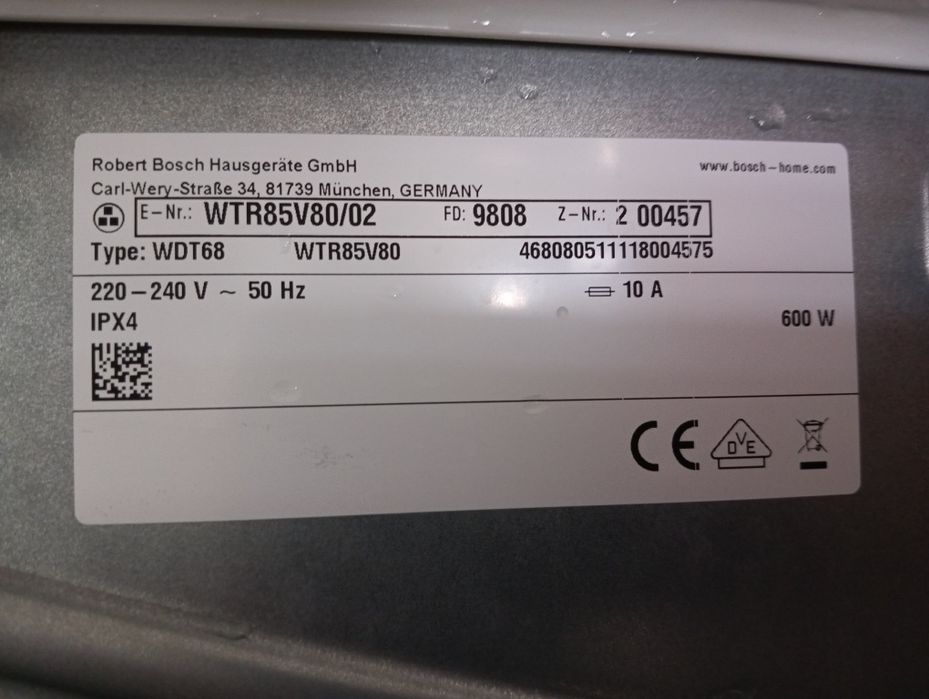 Robert Bosch Hausgeräte GmbH www.bosch-home.com
Carl-Wery-Straße 34, 81739 München, GERMANY
E-Nr.: WTR85V80/02 FD: 9808 Z-Nr.: 2 00457
Type: WDT68 WTR85V80 468080511118004575
220-240 V ~ 50 Hz 10 A
IPX4 600 W
CE DVE